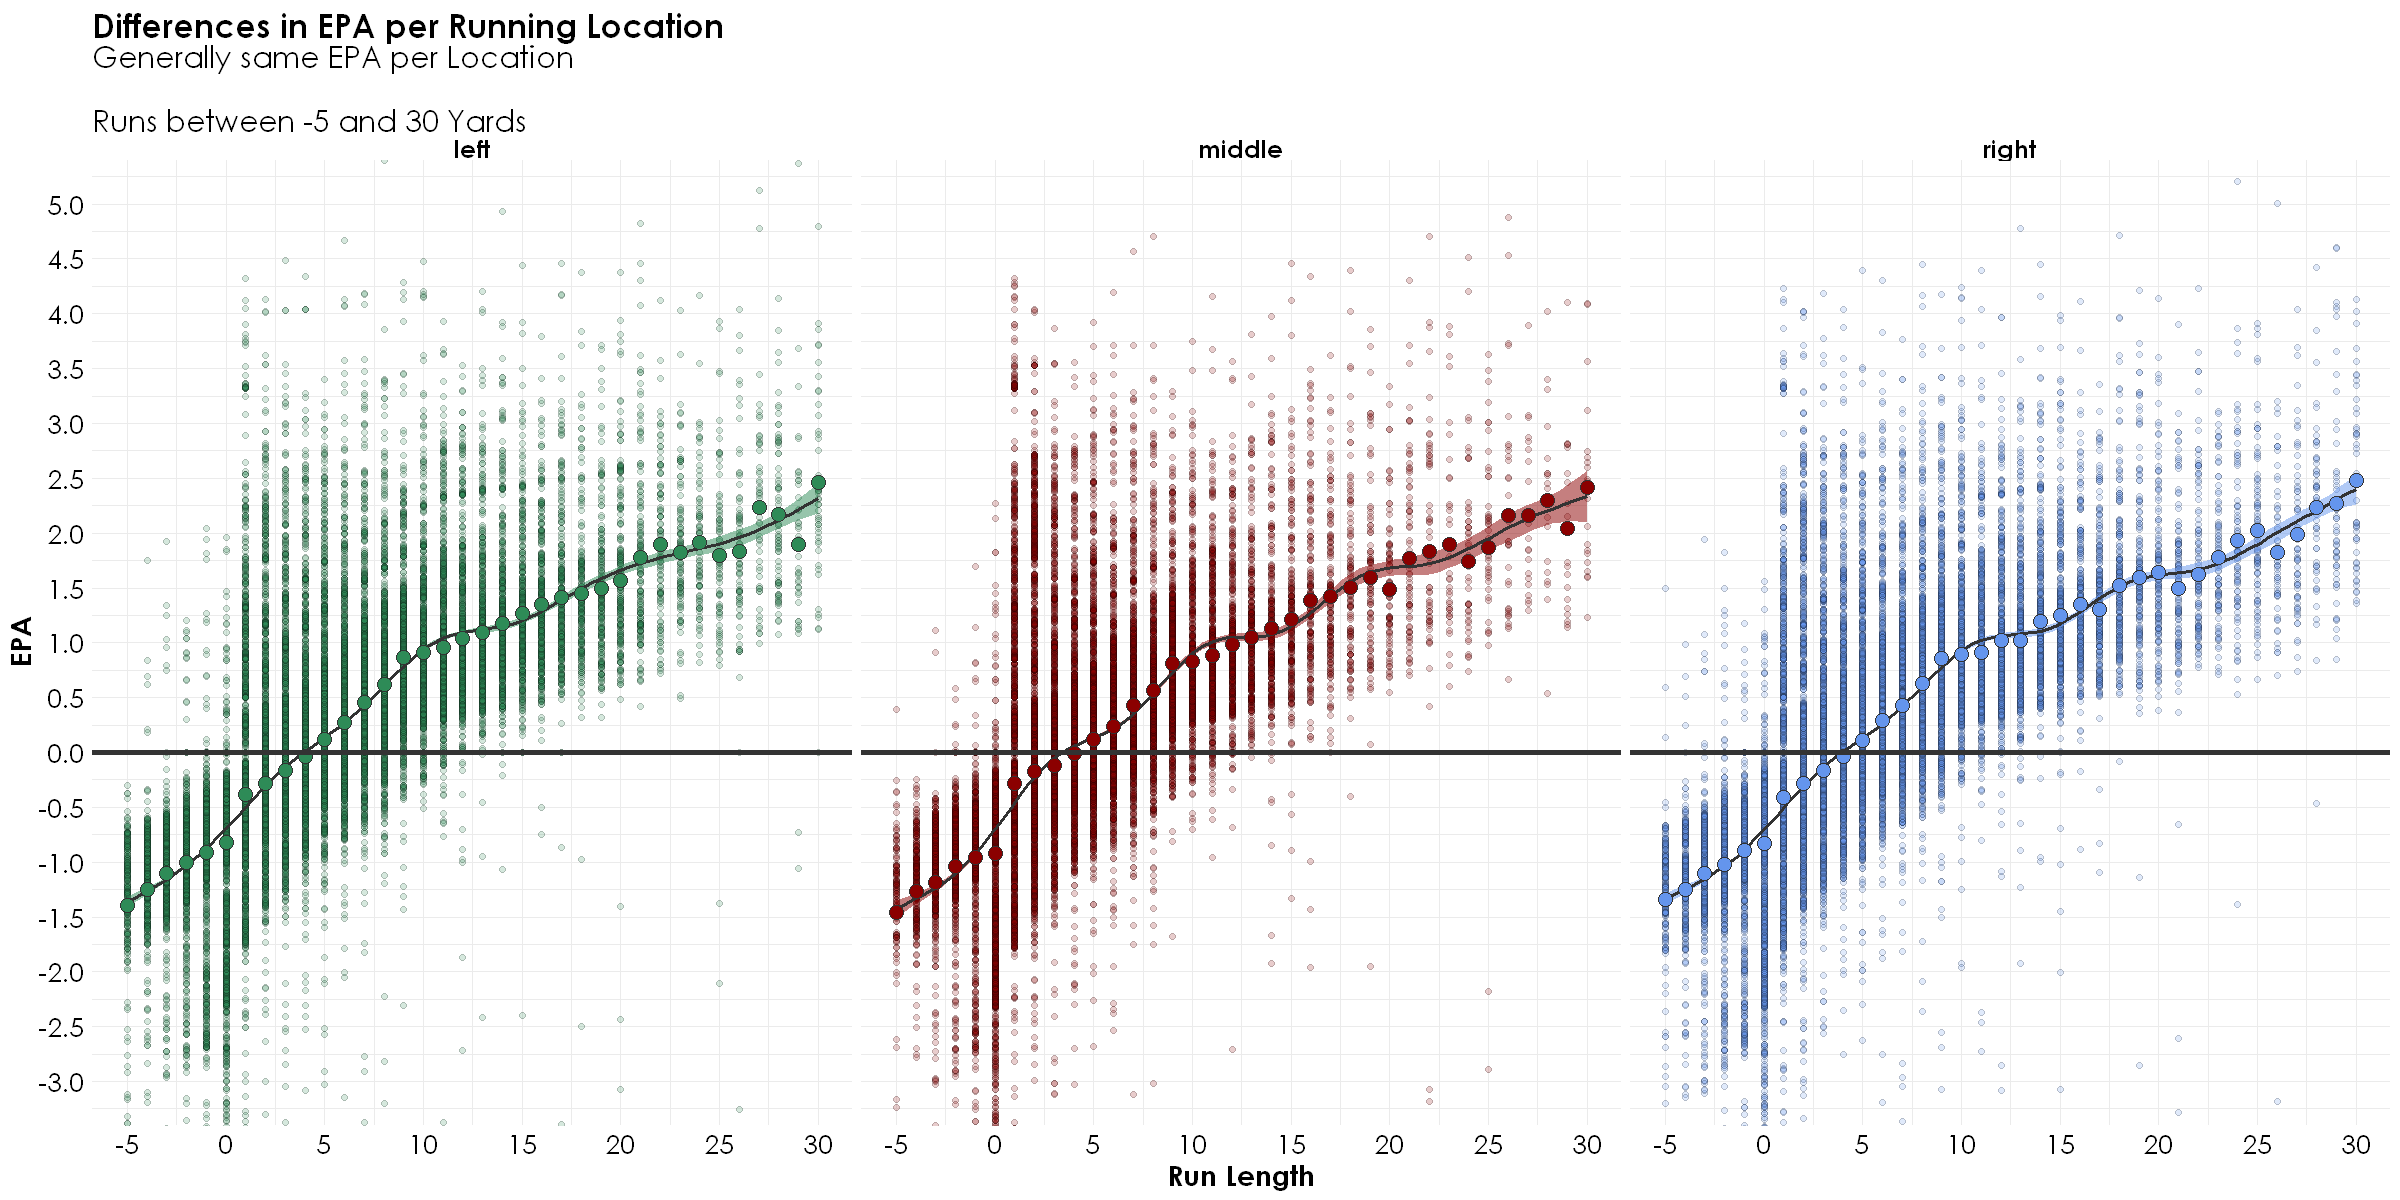 Differences in EPA per Running Location
Generally same EPA per Location
Runs between -5 and 30 Yards
left
middle
right
EPA
5.0
4.5
4.0
3.5
3.0
2.5
2.0
1.5
1.0
0.5
0.0
-0.5
-1.0
-1.5
-2.0
-2.5
-3.0
-5 0 5 10 15 20 25 30
-5 0 5 10 15 20 25 30
-5 0 5 10 15 20 25 30
Run Length